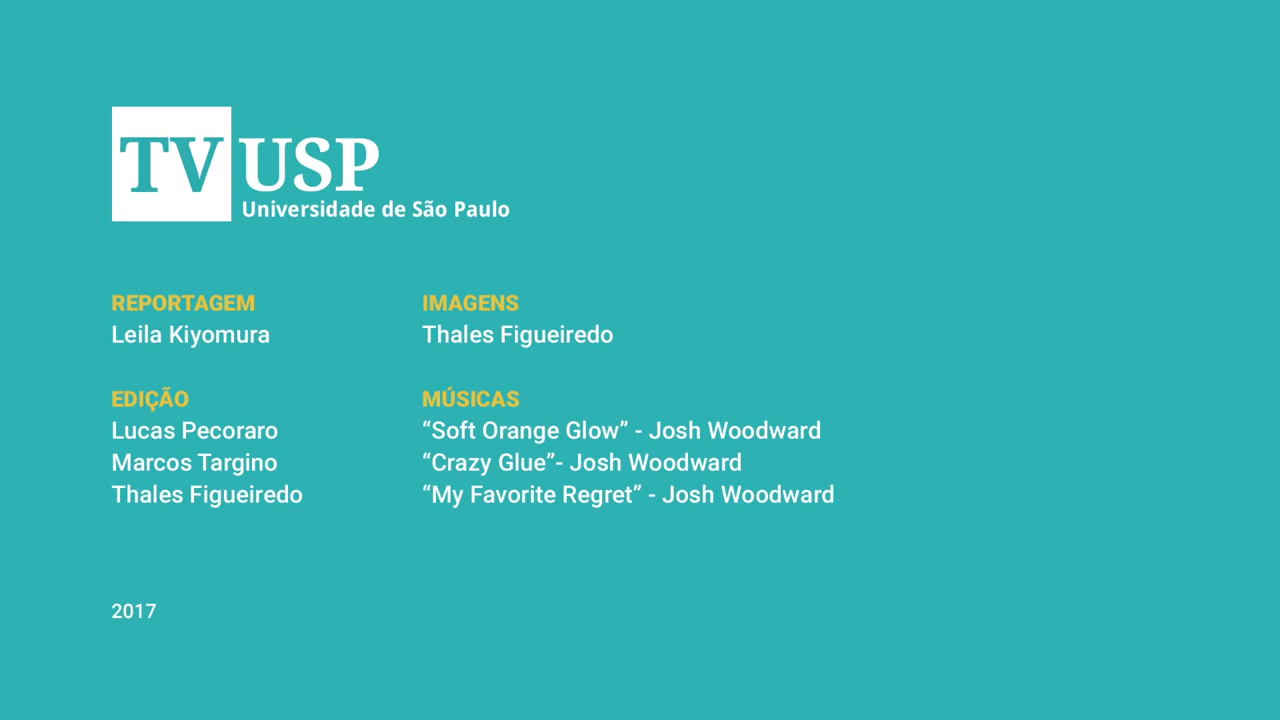 TV USP
Universidade de São Paulo
REPORTAGEM
Leila Kiyomura
IMAGENS
Thales Figueiredo
EDIÇÃO
Lucas Pecoraro
Marcos Targino
Thales Figueiredo
MÚSICAS
“Soft Orange Glow” - Josh Woodward
“Crazy Glue”- Josh Woodward
“My Favorite Regret” - Josh Woodward
2017